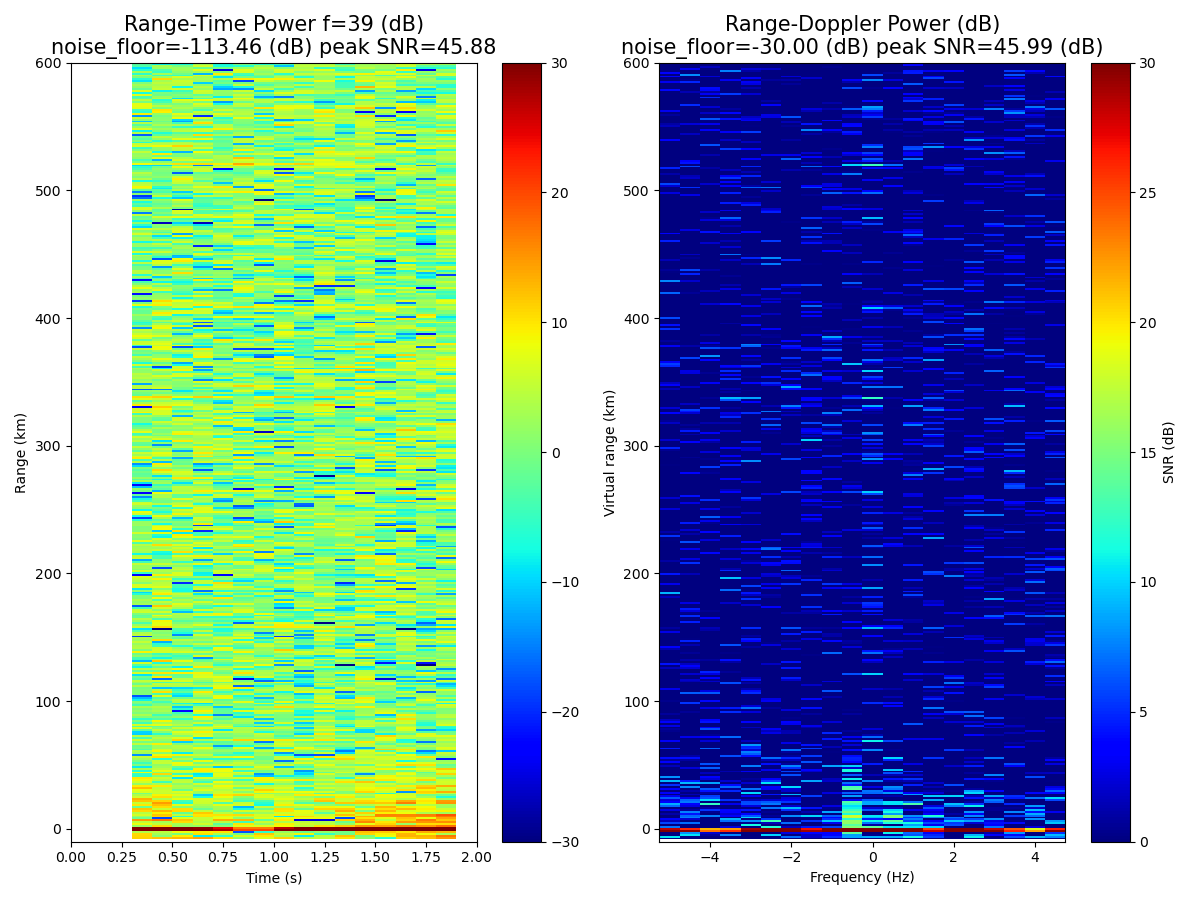 Range-Time Power f=39 (dB)
noise_floor=-113.46 (dB) peak SNR=45.88
600
500
400
300
200
100
0
Range (km)
0.00 0.25 0.50 0.75 1.00 1.25 1.50 1.75 2.00
Time (s)
30
20
10
0
−10
−20
−30
Range-Doppler Power (dB)
noise_floor=-30.00 (dB) peak SNR=45.99 (dB)
600
500
400
300
200
100
0
Virtual range (km)
−4 −2 0 2 4
Frequency (Hz)
30
25
20
15
10
5
0
SNR (dB)